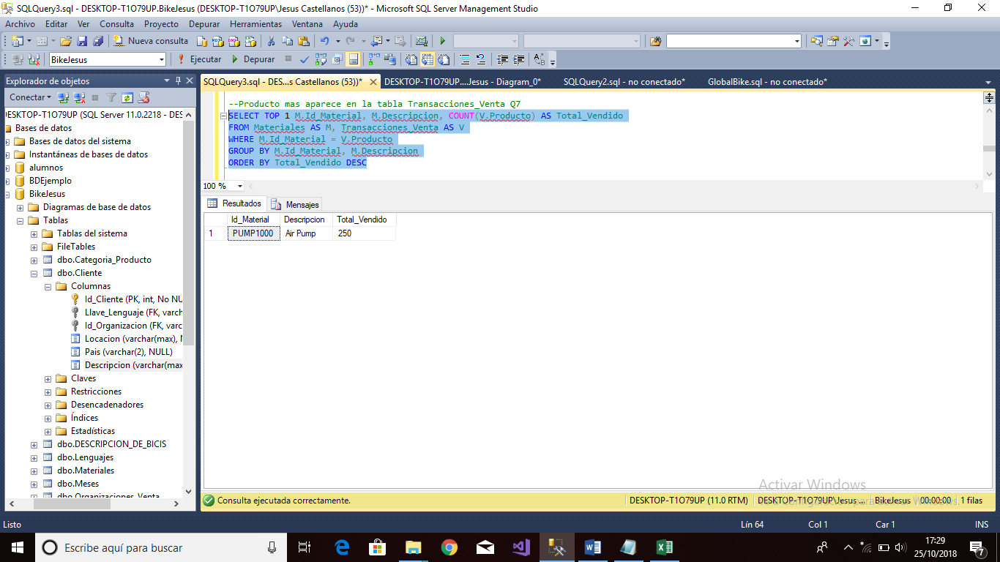 SQLQuery3.sql - DESKTOP-T1O79UP.BikeJesus (DESKTOP-T1O79UP\Jesus Castellanos (53))* - Microsoft SQL Server Management Studio
Archivo Editar Ver Consulta Proyecto Depurar Herramientas Ventana Ayuda
Nueva consulta
BikeJesus Ejecutar Depurar
Explorador de objetos
Conectar
DESKTOP-T1O79UP (SQL Server 11.0.2218 - DES
Bases de datos
Bases de datos del sistema
Instantáneas de bases de datos
alumnos
BDEjemplo
BikeJesus
Diagramas de base de datos
Tablas
Tablas del sistema
FileTables
dbo.Categoria_Producto
dbo.Cliente
Columnas
Id_Cliente (PK, int, No NU
Llave_Lenguaje (FK, varch
Id_Organizacion (FK, varc
Locacion (varchar(max), N
Pais (varchar(2), NULL)
Descripcion (varchar(max
Claves
Restricciones
Desencadenadores
Índices
Estadísticas
dbo.DESCRIPCION_DE_BICIS
dbo.Lenguajes
dbo.Materiales
dbo.Meses
dbo.Organizaciones_Venta
SQLQuery3.sql - DES...s Castellanos (53))* DESKTOP-T1O79UP....Jesus - Diagram_0* SQLQuery2.sql - no conectado* GlobalBike.sql - no conectado*
--Producto mas aparece en la tabla Transacciones_Venta Q7
SELECT TOP 1 M.Id_Material, M.Descripcion, COUNT(V.Producto) AS Total_Vendido
FROM Materiales AS M, Transacciones_Venta AS V
WHERE M.Id_Material = V.Producto
GROUP BY M.Id_Material, M.Descripcion
ORDER BY Total_Vendido DESC
100 %
Resultados Mensajes
Id_Material Descripcion Total_Vendido
1 PUMP1000 Air Pump 250
Activar Windows
Consulta ejecutada correctamente. DESKTOP-T1O79UP (11.0 RTM) DESKTOP-T1O79UP\Jesus ... BikeJesus 00:00:00 1 filas
Listo Lín 64 Col 1 Car 1 INS
Escribe aquí para buscar
17:29
25/10/2018
7